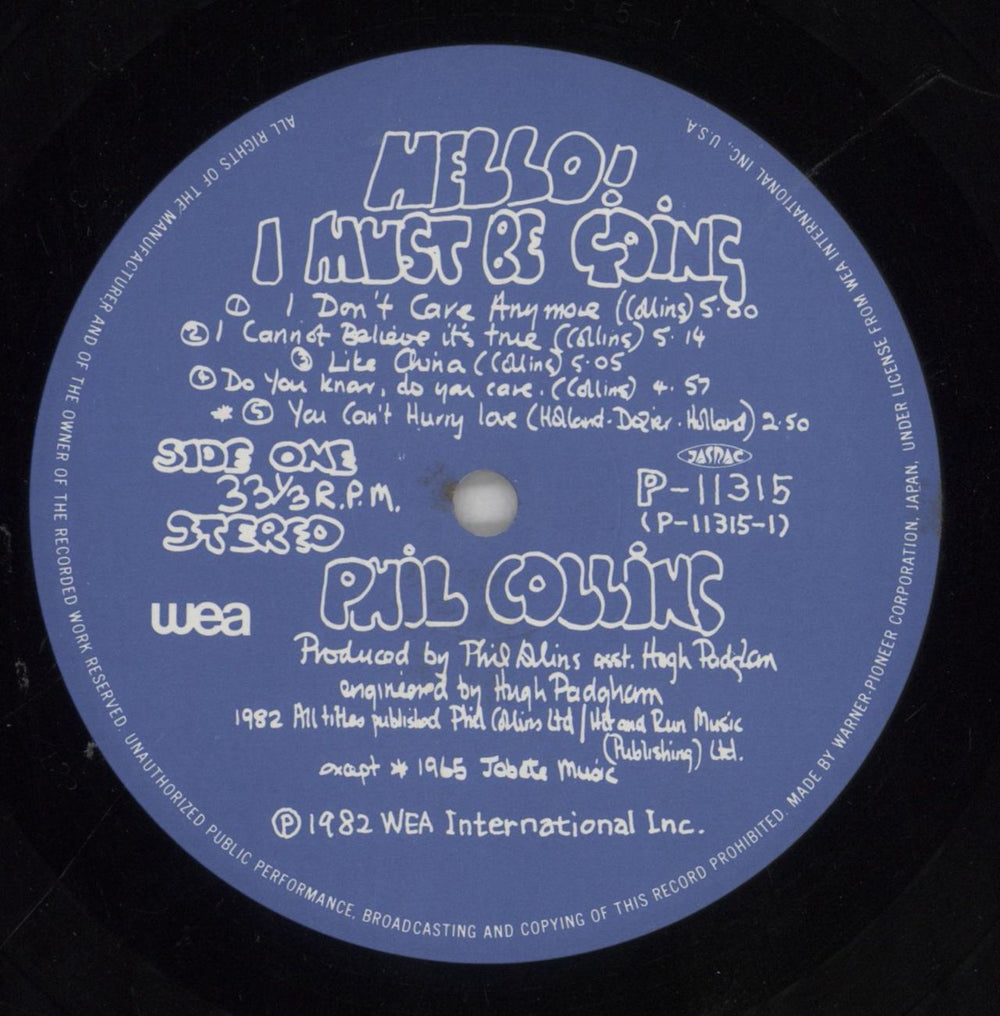 HELLO!
I MUST BE GOING
① I Don't Care Anymore (Collins) 5.00
② I Cannot Believe it's true (Collins) 5.14
③ Like China (Collins) 5.05
④ Do You know, do you care. (Collins) 4.57
* ⑤ You Can't Hurry love (Holland-Dozier.Holland) 2.50
SIDE ONE
33⅓ R.P.M.
STEREO
JASRAC
P-11315
(P-11315-1)
PHIL COLLINS
wea
Produced by Phil Collins asst. Hugh Padgham
engineered by Hugh Padgham
1982 All titles published Phil Collins Ltd / Hit and Run Music
(Publishing) Ltd.
except * 1965 Jobete Music
Ⓟ 1982 WEA International Inc.
ALL RIGHTS OF THE MANUFACTURER AND OF THE OWNER OF THE RECORDED WORK RESERVED. UNAUTHORIZED PUBLIC PERFORMANCE, BROADCASTING AND COPYING OF THIS RECORD PROHIBITED. MADE BY WARNER-PIONEER CORPORATION, JAPAN, UNDER LICENSE FROM WEA INTERNATIONAL INC., U.S.A.